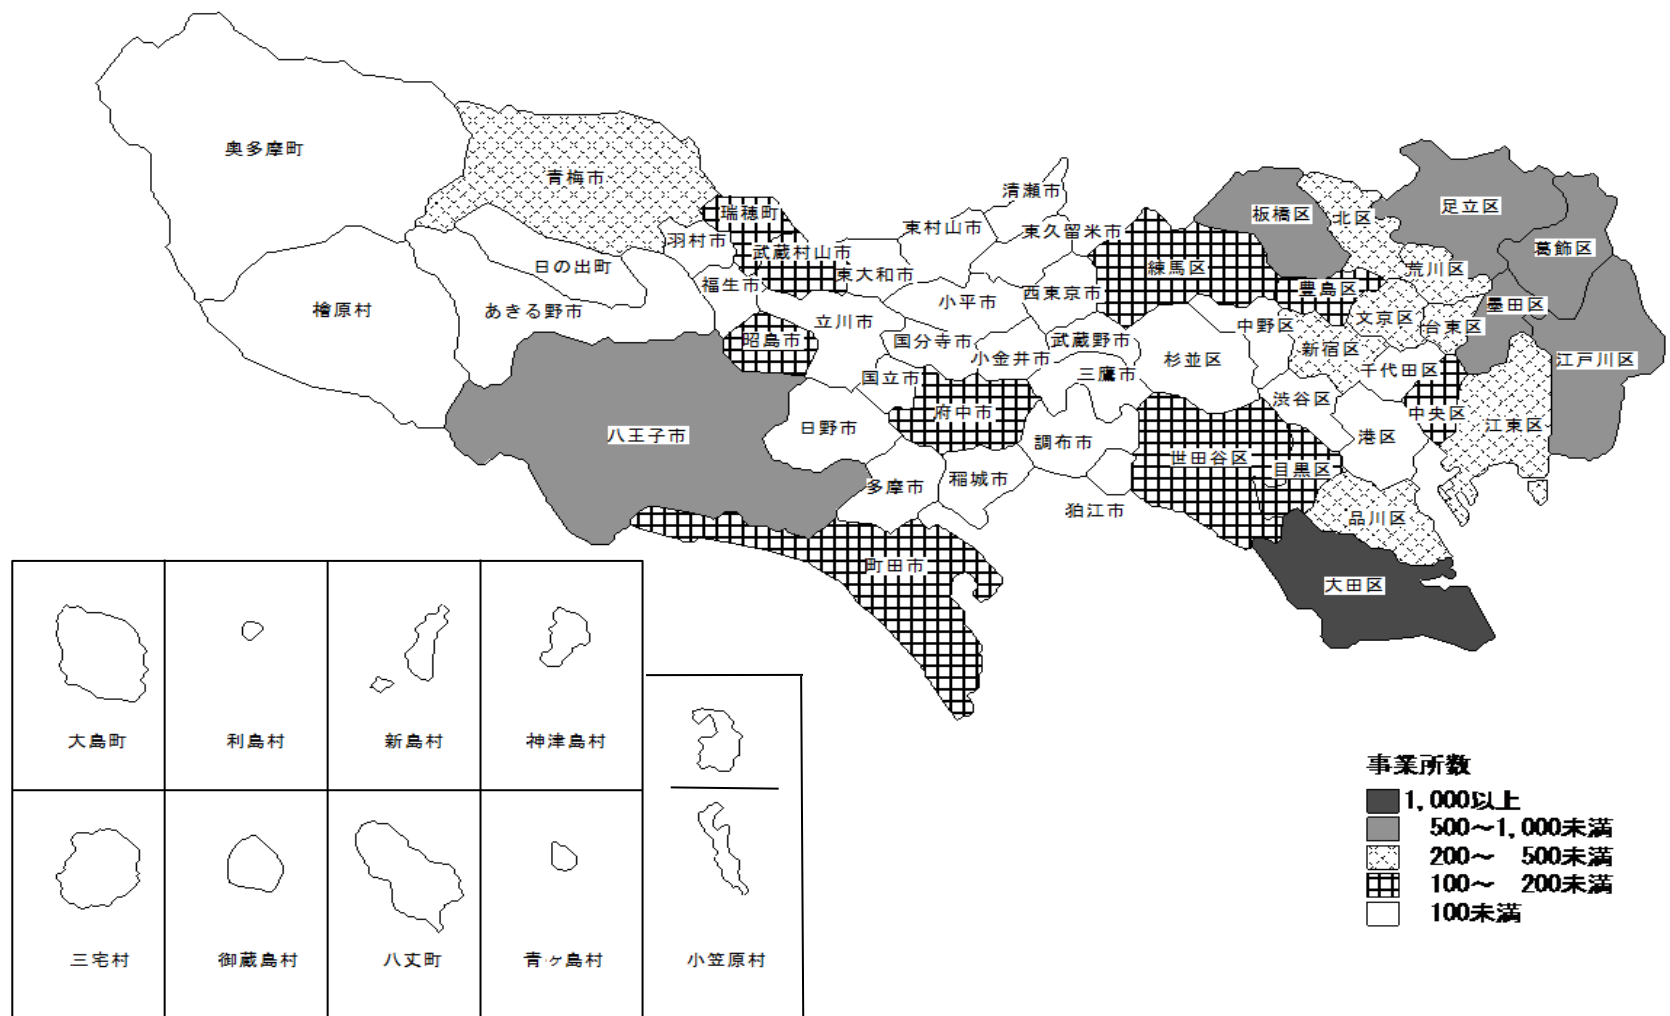 奥多摩町
青梅市
清瀬市
瑞穂町
板橋区
北区
足立区
東村山市
東久留米市
羽村市
武蔵村山市
葛飾区
日の出町
東大和市
練馬区
荒川区
福生市
小平市
西東京市
豊島区
墨田区
檜原村
あきる野市
立川市
中野区
文京区
台東区
昭島市
国分寺市
武蔵野市
新宿区
小金井市
杉並区
江戸川区
国立市
三鷹市
千代田区
渋谷区
府中市
中央区
八王子市
日野市
調布市
港区
江東区
世田谷区
目黒区
多摩市
稲城市
狛江市
品川区
町田市
大田区
大島町
利島村
新島村
神津島村
三宅村
御蔵島村
八丈町
青ヶ島村
小笠原村
事業所数
1,000以上
500～1,000未満
200～ 500未満
100～ 200未満
100未満